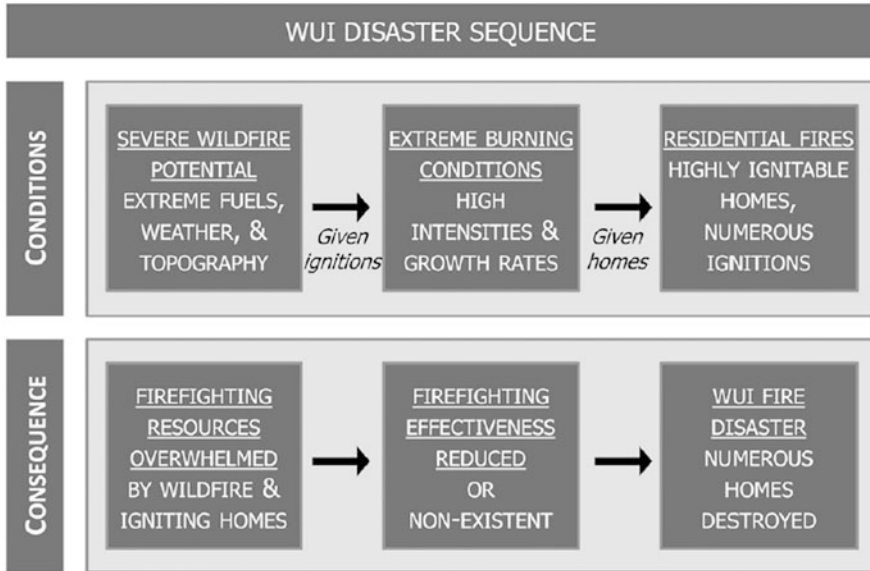 WUI DISASTER SEQUENCE
CONDITIONS
SEVERE WILDFIRE
POTENTIAL
EXTREME FUELS,
WEATHER, &
TOPOGRAPHY
Given
ignitions
EXTREME BURNING
CONDITIONS
HIGH
INTENSITIES &
GROWTH RATES
Given
homes
RESIDENTIAL FIRES
HIGHLY IGNITABLE
HOMES,
NUMEROUS
IGNITIONS
CONSEQUENCE
FIREFIGHTING
RESOURCES
OVERWHELMED
BY WILDFIRE &
IGNITING HOMES
FIREFIGHTING
EFFECTIVENESS
REDUCED
OR
NON-EXISTENT
WUI FIRE
DISASTER
NUMEROUS
HOMES
DESTROYED